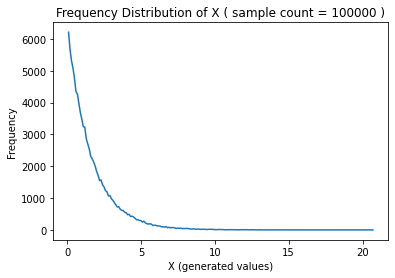 Frequency Distribution of X ( sample count = 100000 )
6000
5000
4000
3000
2000
1000
0
Frequency
0 5 10 15 20
X (generated values)